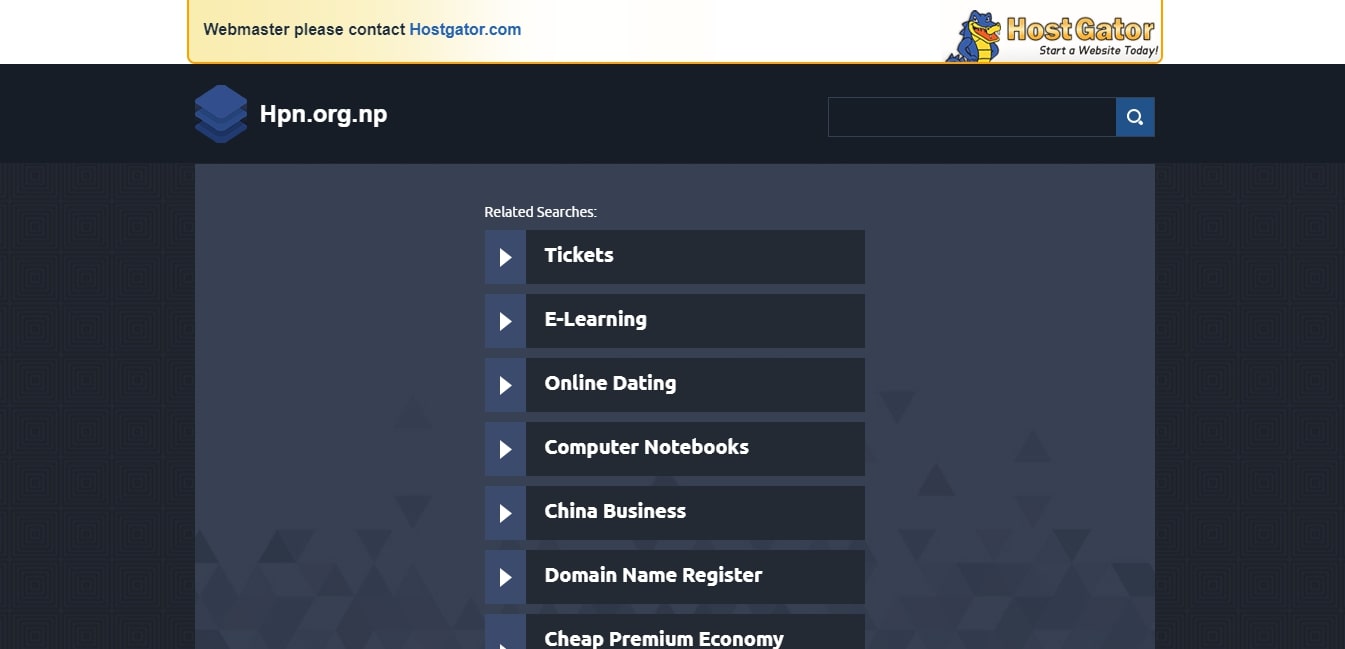 Webmaster please contact Hostgator.com
HostGator
Start a Website Today!
Hpn.org.np
Related Searches:
Tickets
E-Learning
Online Dating
Computer Notebooks
China Business
Domain Name Register
Cheap Premium Economy